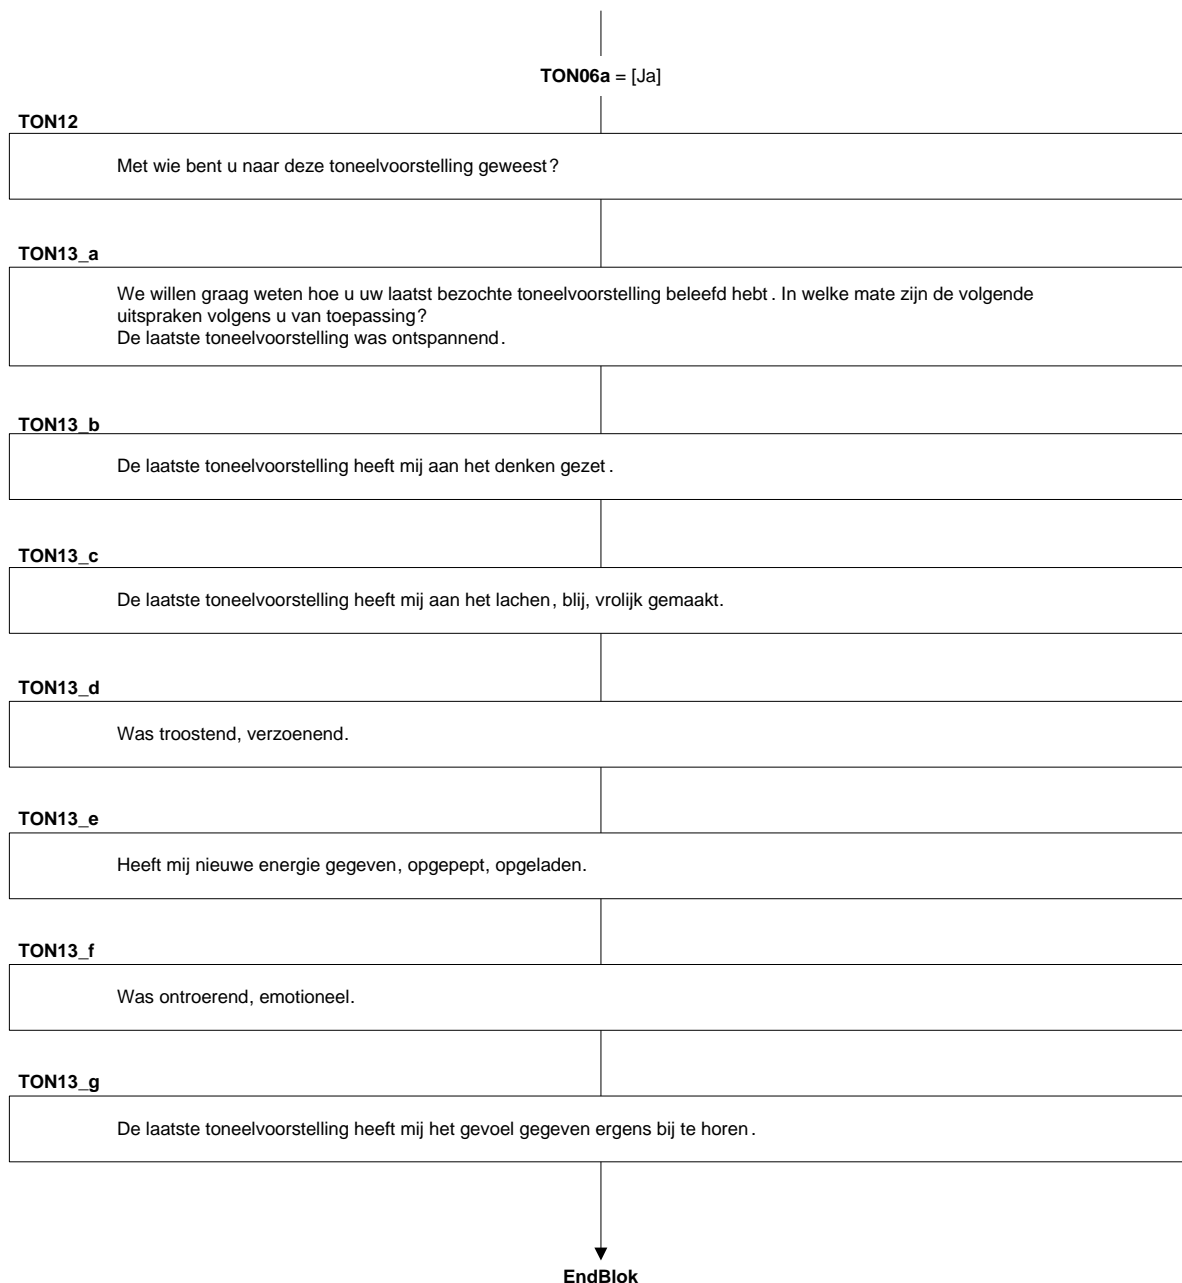 TON06a = [Ja]
TON12
Met wie bent u naar deze toneelvoorstelling geweest?
TON13_a
We willen graag weten hoe u uw laatst bezochte toneelvoorstelling beleefd hebt. In welke mate zijn de volgende
uitspraken volgens u van toepassing?
De laatste toneelvoorstelling was ontspannend.
TON13_b
De laatste toneelvoorstelling heeft mij aan het denken gezet.
TON13_c
De laatste toneelvoorstelling heeft mij aan het lachen, blij, vrolijk gemaakt.
TON13_d
Was troostend, verzoenend.
TON13_e
Heeft mij nieuwe energie gegeven, opgepept, opgeladen.
TON13_f
Was ontroerend, emotioneel.
TON13_g
De laatste toneelvoorstelling heeft mij het gevoel gegeven ergens bij te horen.
EndBlok